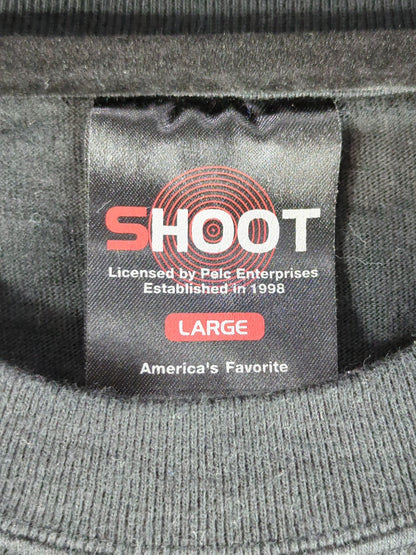 SHOOT
Licensed by Pelc Enterprises
Established in 1998
LARGE
America's Favorite